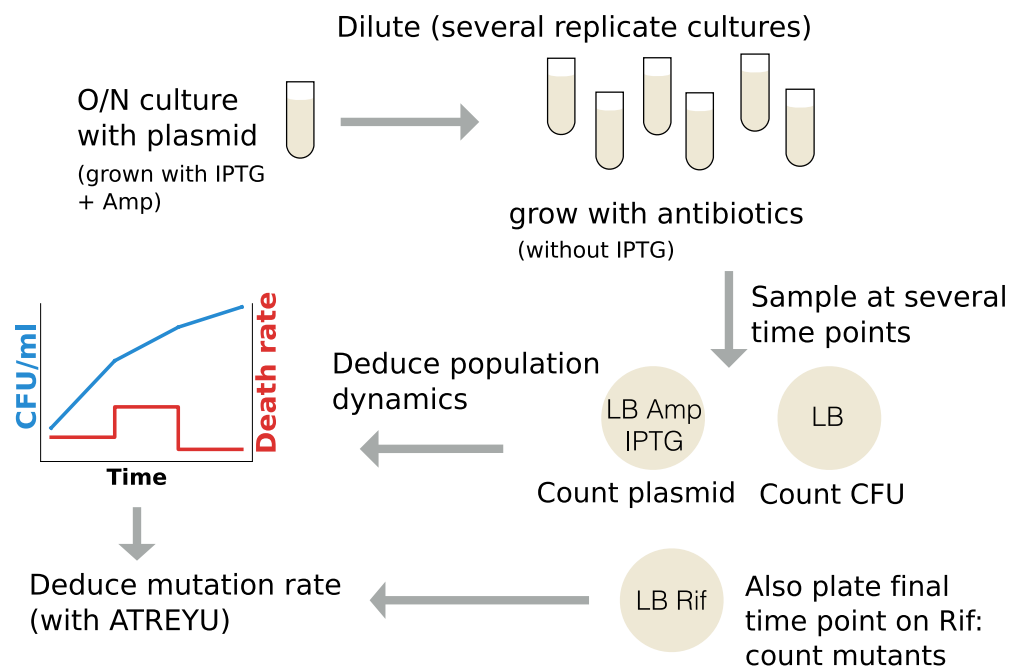 Dilute (several replicate cultures)
O/N culture
with plasmid
(grown with IPTG
+ Amp)
grow with antibiotics
(without IPTG)
Sample at several
time points
LB Amp
IPTG
LB
Count plasmid
Count CFU
Deduce population
dynamics
CFU/ml
Death rate
Time
Deduce mutation rate
(with ATREYU)
LB Rif
Also plate final
time point on Rif:
count mutants